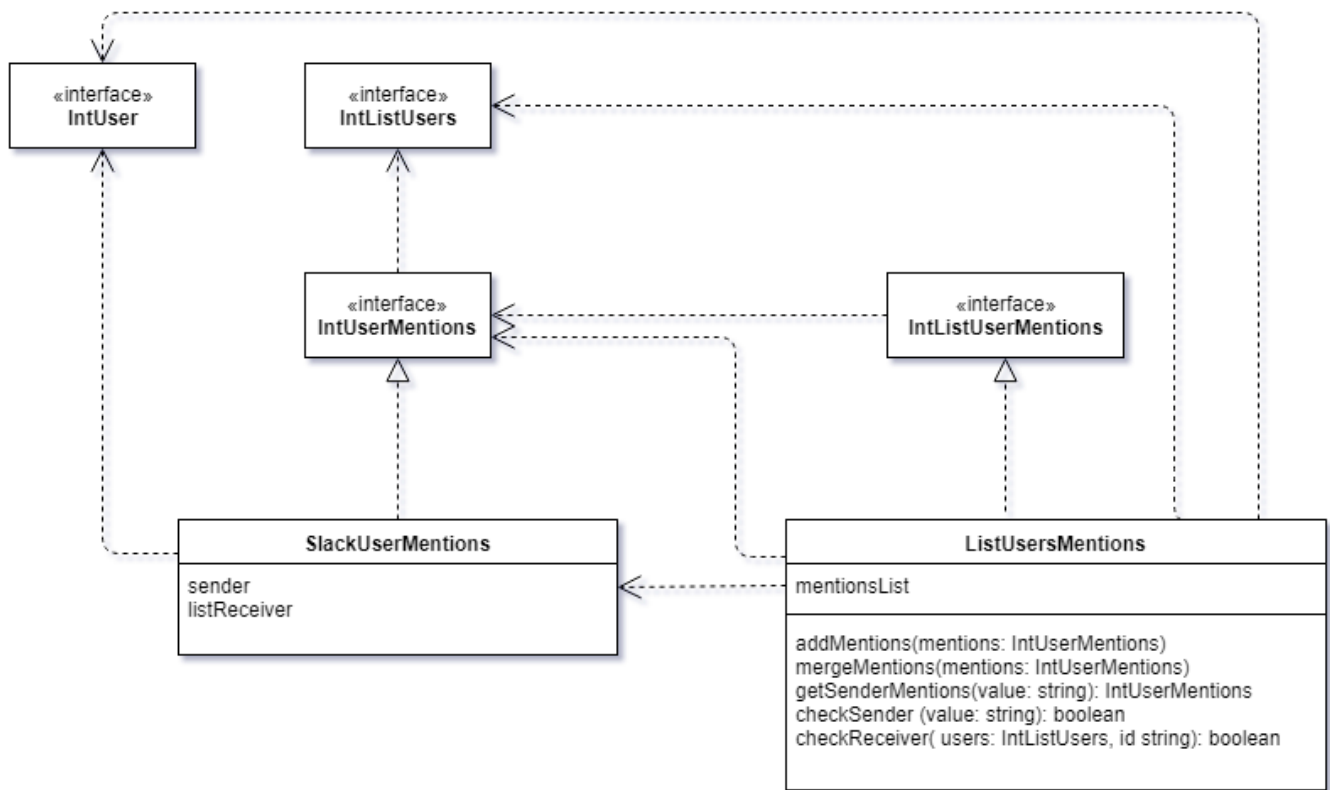 «interface»
IntUser
«interface»
IntListUsers
«interface»
IntUserMentions
«interface»
IntListUserMentions
SlackUserMentions
sender
listReceiver
ListUsersMentions
mentionsList
addMentions(mentions: IntUserMentions)
mergeMentions(mentions: IntUserMentions)
getSenderMentions(value: string): IntUserMentions
checkSender (value: string): boolean
checkReceiver( users: IntListUsers, id string): boolean